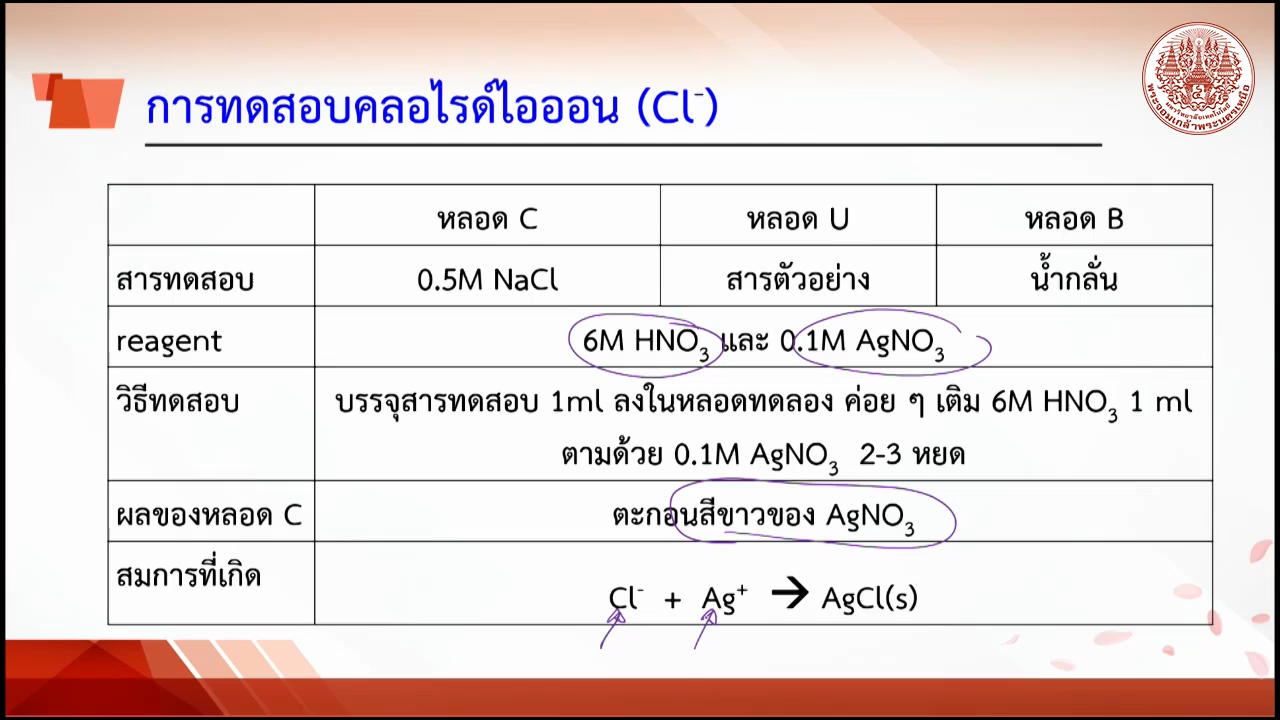 การทดสอบคลอไรด์ไอออน (Cl⁻)
หลอด C หลอด U หลอด B
สารทดสอบ 0.5M NaCl สารตัวอย่าง น้ำกลั่น
reagent 6M HNO₃ และ 0.1M AgNO₃
วิธีทดสอบ บรรจุสารทดสอบ 1ml ลงในหลอดทดลอง ค่อย ๆ เติม 6M HNO₃ 1 ml
ตามด้วย 0.1M AgNO₃ 2-3 หยด
ผลของหลอด C ตะกอนสีขาวของ AgNO₃
สมการที่เกิด Cl⁻ + Ag⁺ → AgCl(s)